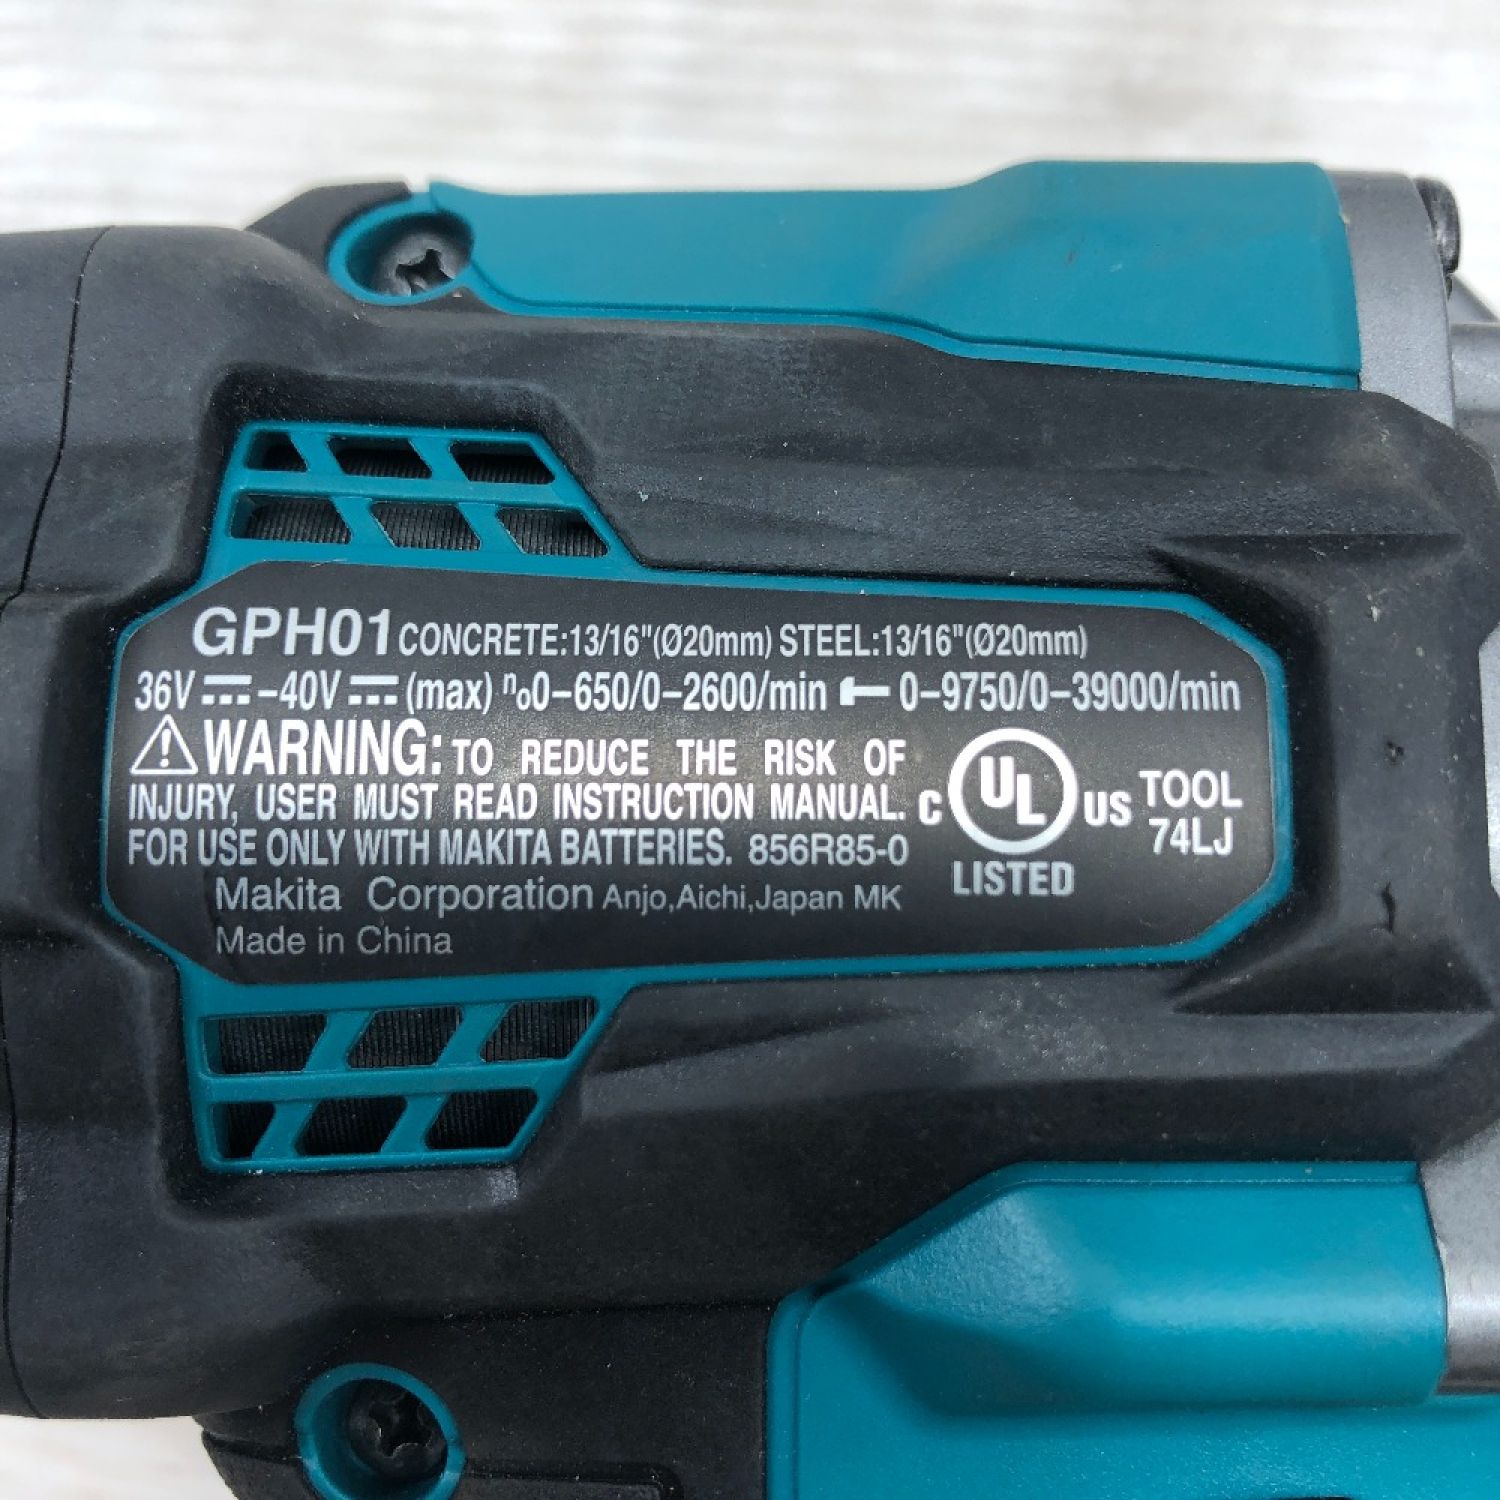 GPH01 CONCRETE:13/16"(Ø20mm) STEEL:13/16"(Ø20mm)
36V⎓–40V⎓(max) n₀0–650/0–2600/min 0–9750/0–39000/min
⚠WARNING: TO REDUCE THE RISK OF
INJURY, USER MUST READ INSTRUCTION MANUAL.
FOR USE ONLY WITH MAKITA BATTERIES. 856R85-0
Makita Corporation Anjo,Aichi,Japan MK
Made in China
C UL US
LISTED
TOOL
74LJ